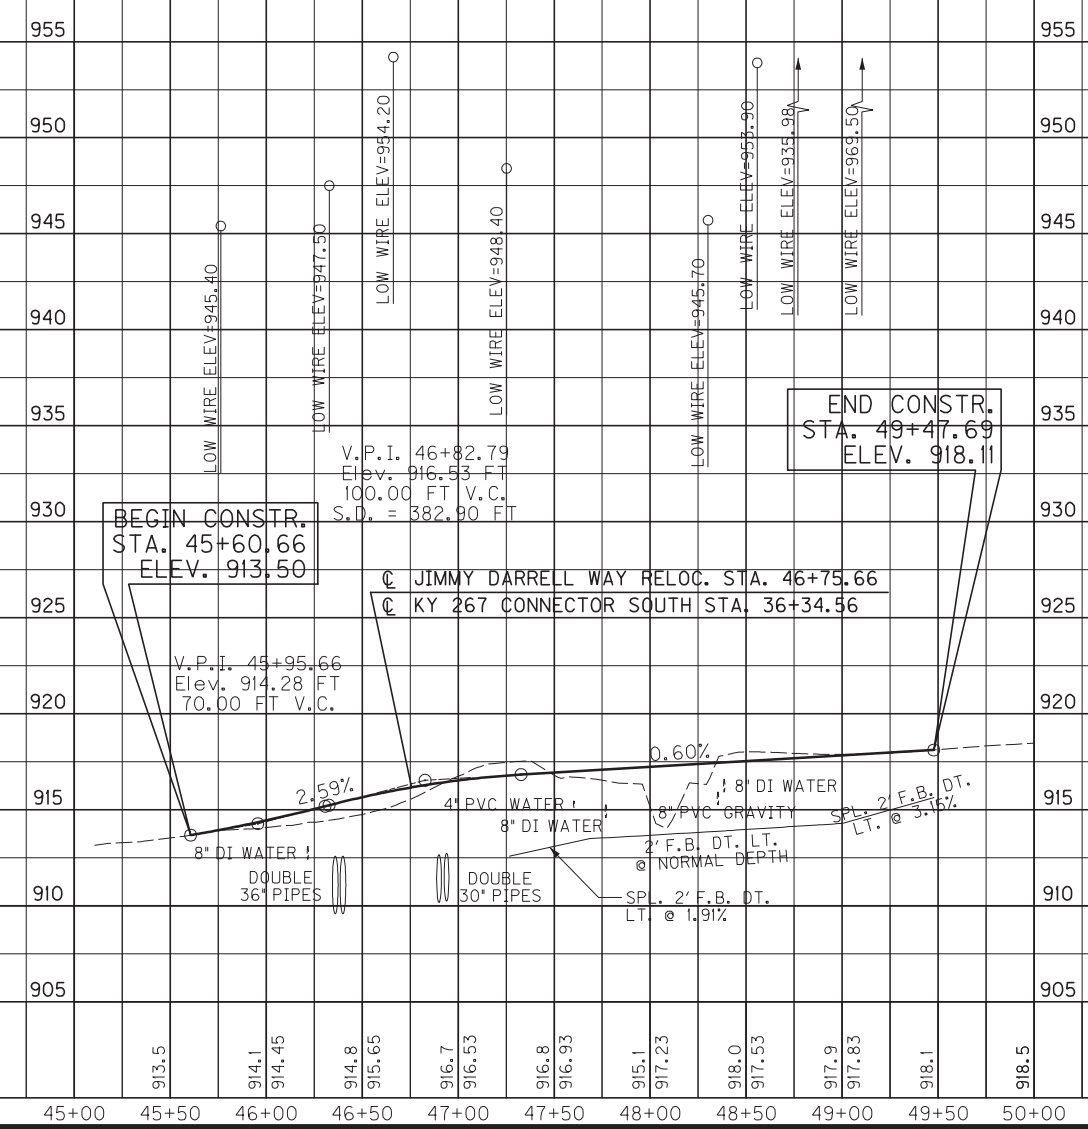 955
955
950
950
945
945
940
940
935
935
930
930
925
925
920
920
915
915
910
910
905
905
LOW WIRE ELEV=945.40
LOW WIRE ELEV=947.50
LOW WIRE ELEV=954.20
LOW WIRE ELEV=948.40
LOW WIRE ELEV=945.70
LOW WIRE ELEV=953.90
LOW WIRE ELEV=935.98
LOW WIRE ELEV=969.50
END CONSTR.
STA. 49+47.69
ELEV. 918.11
V.P.I. 46+82.79
Elev. 916.53 FT
100.00 FT V.C.
S.D. = 382.90 FT
BEGIN CONSTR.
STA. 45+60.66
ELEV. 913.50
℄ JIMMY DARRELL WAY RELOC. STA. 46+75.66
℄ KY 267 CONNECTOR SOUTH STA. 36+34.56
V.P.I. 45+95.66
Elev. 914.28 FT
70.00 FT V.C.
2.59%
0.60%
8" DI WATER
4" PVC WATER
8" DI WATER
8" PVC GRAVITY
8" DI WATER
SPL. 2' F.B. DT.
LT. @ 3.15%
2' F.B. DT. LT.
@ NORMAL DEPTH
DOUBLE
36" PIPES
DOUBLE
30" PIPES
SPL. 2' F.B. DT.
LT. @ 1.91%
913.5
914.1
914.45
914.8
915.65
916.7
916.53
916.8
916.93
915.1
917.23
918.0
917.53
917.9
917.83
918.1
918.5
45+00
45+50
46+00
46+50
47+00
47+50
48+00
48+50
49+00
49+50
50+00